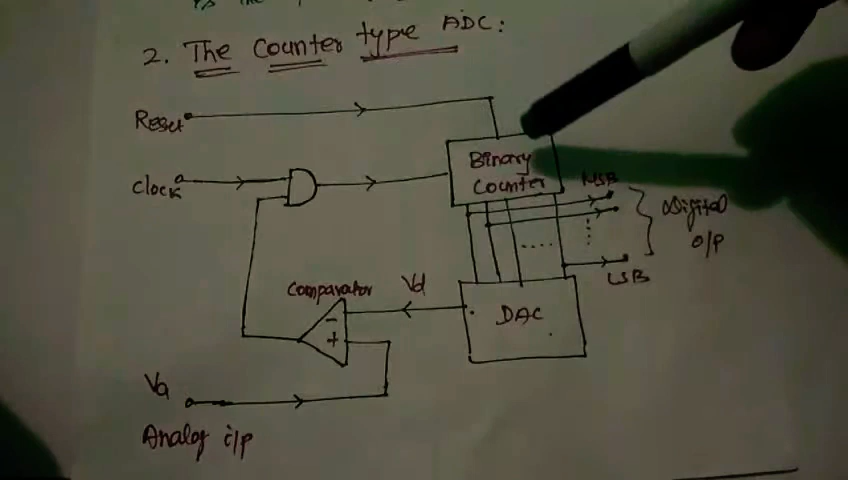 2. The Counter type ADC:
Reset
Clock
Binary
Counter
MSB
Digital
o/p
LSB
Comparator
Vd
DAC
-
+
Va
Analog i/p